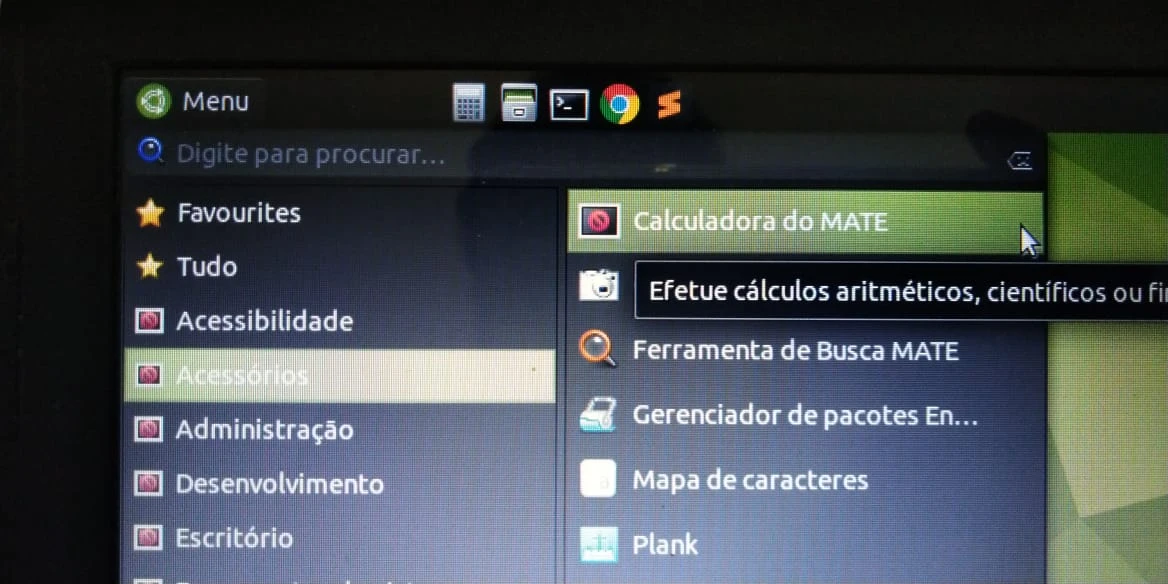 Menu
Digite para procurar...
Favourites
Tudo
Acessibilidade
Acessórios
Administração
Desenvolvimento
Escritório
Calculadora do MATE
Efetue cálculos aritméticos, científicos ou
Ferramenta de Busca MATE
Gerenciador de pacotes En...
Mapa de caracteres
Plank